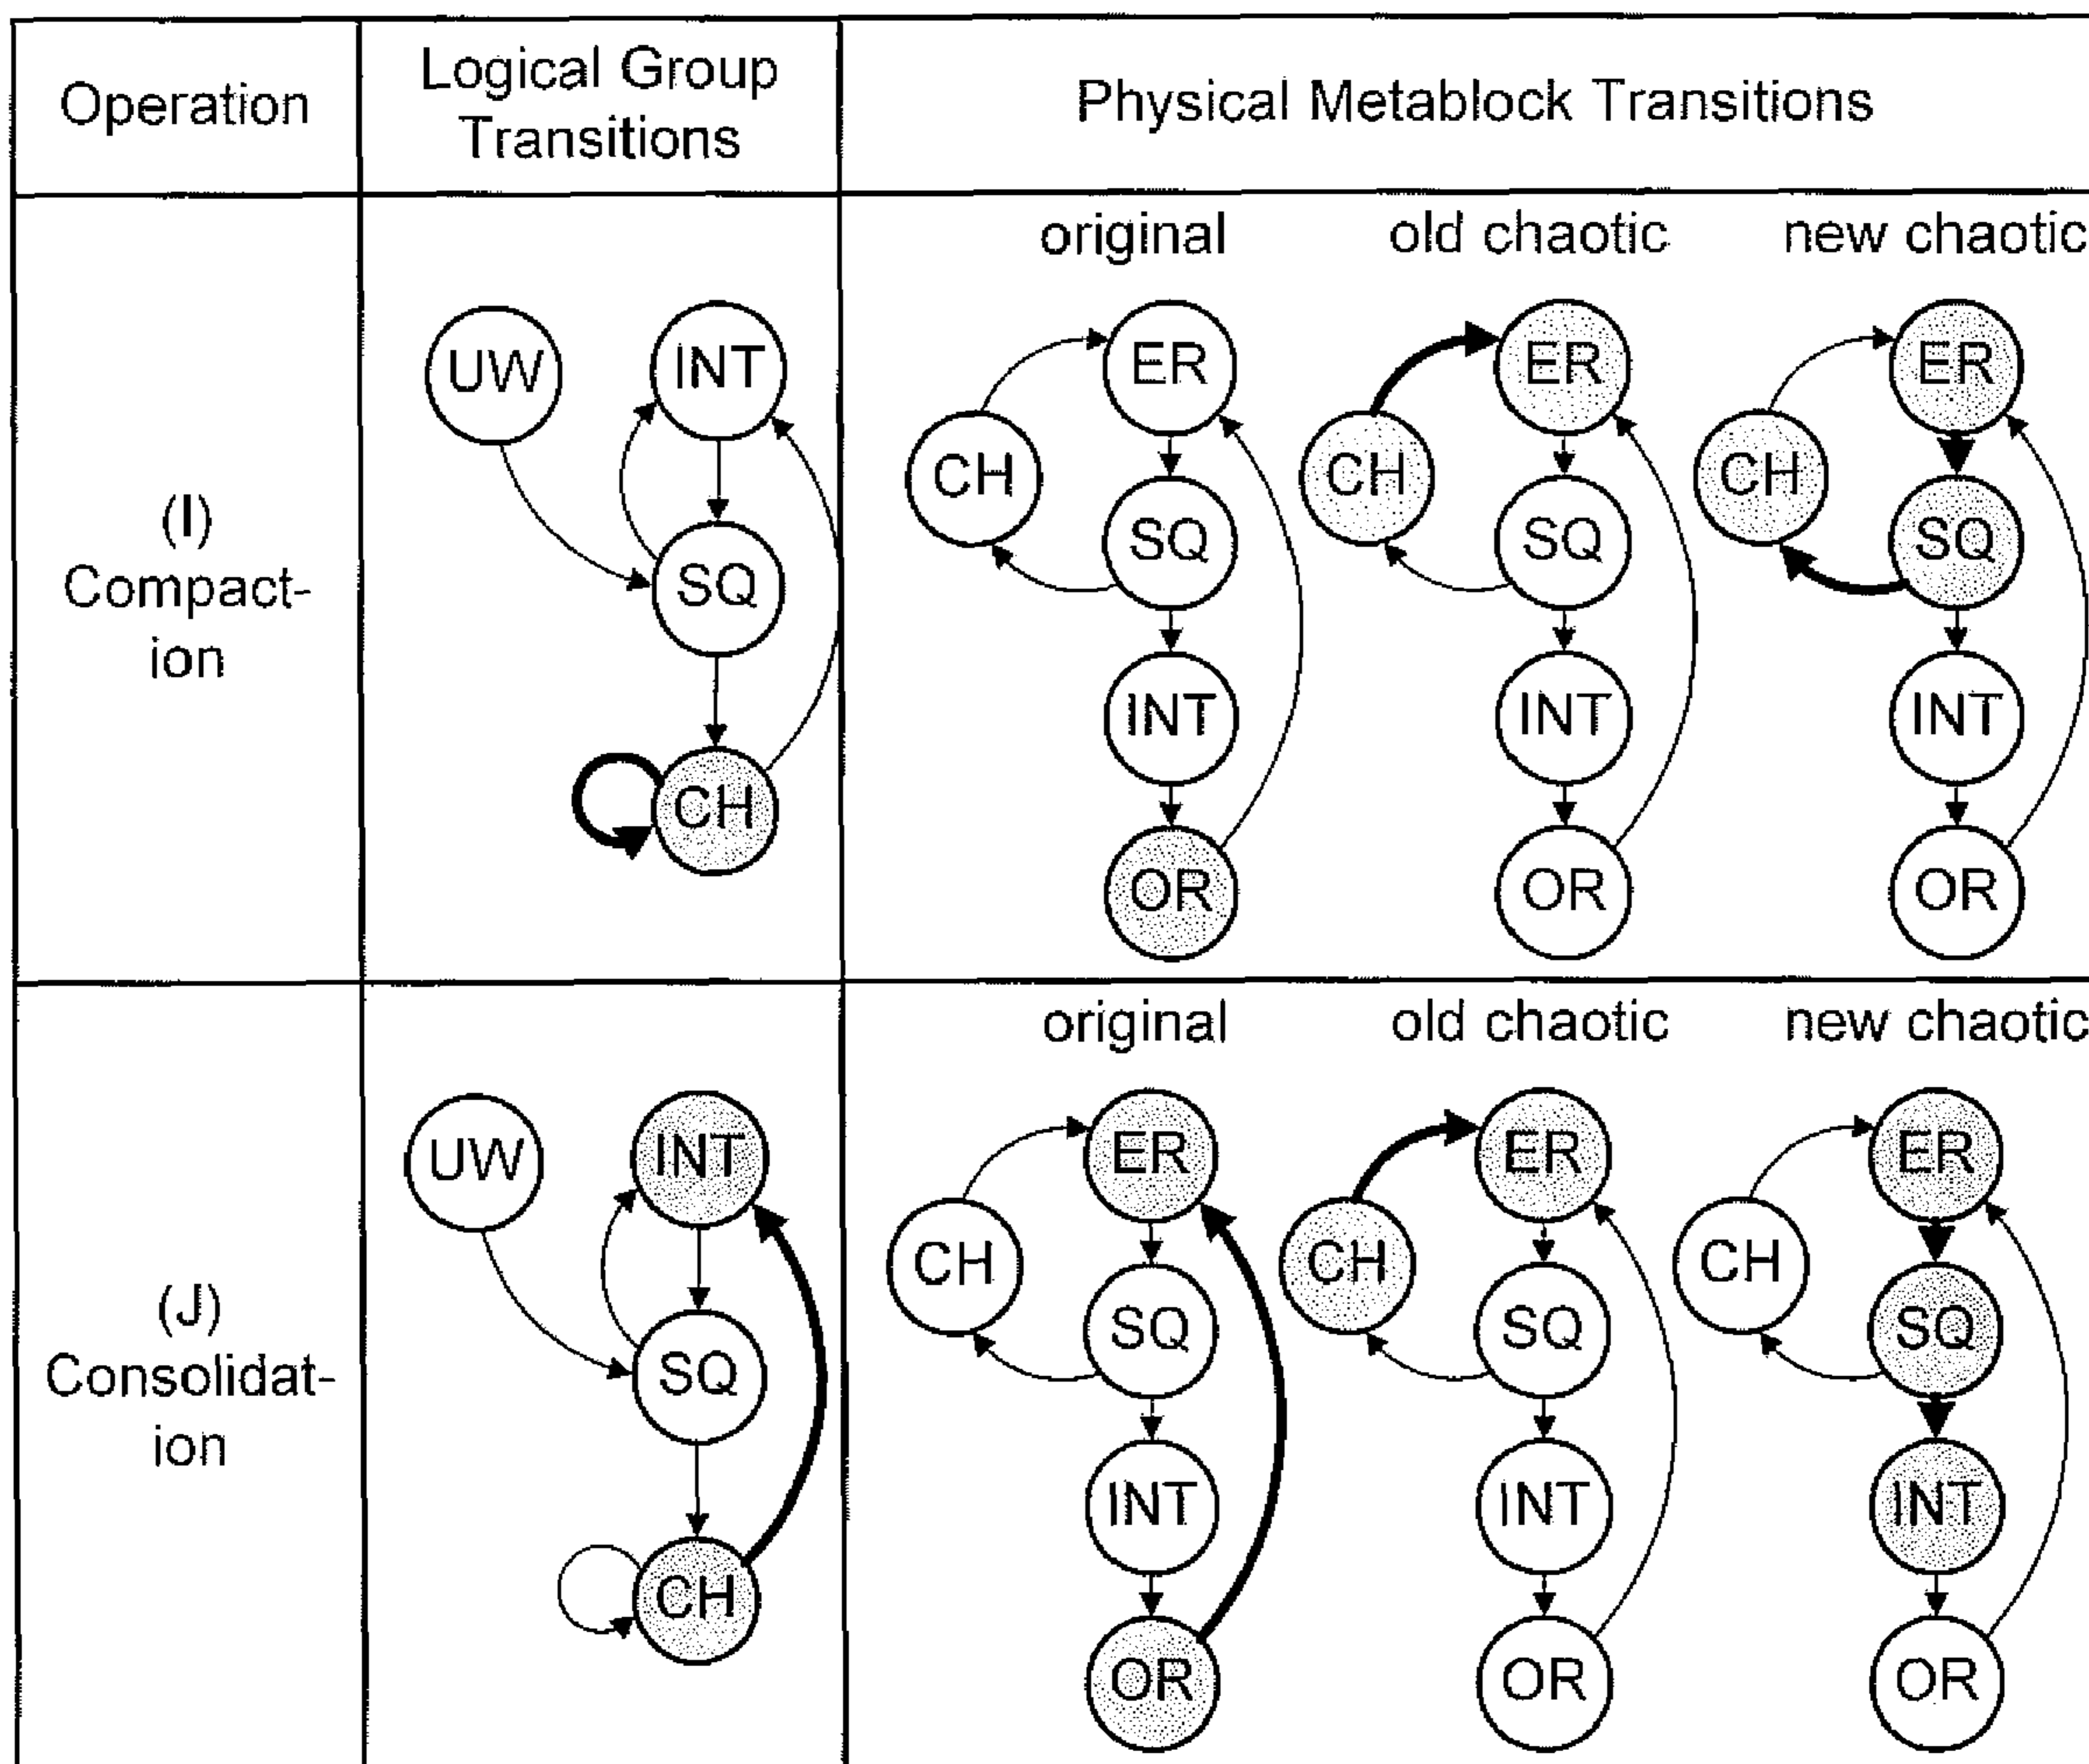 Operation
Logical Group
Transitions
Physical Metablock Transitions
(I)
Compact-
ion
UW
INT
SQ
CH
original
ER
CH
SQ
INT
OR
old chaotic
ER
CH
SQ
INT
OR
new chaotic
ER
CH
SQ
INT
OR
(J)
Consolidat-
ion
UW
INT
SQ
CH
original
ER
CH
SQ
INT
OR
old chaotic
ER
CH
SQ
INT
OR
new chaotic
ER
CH
SQ
INT
OR